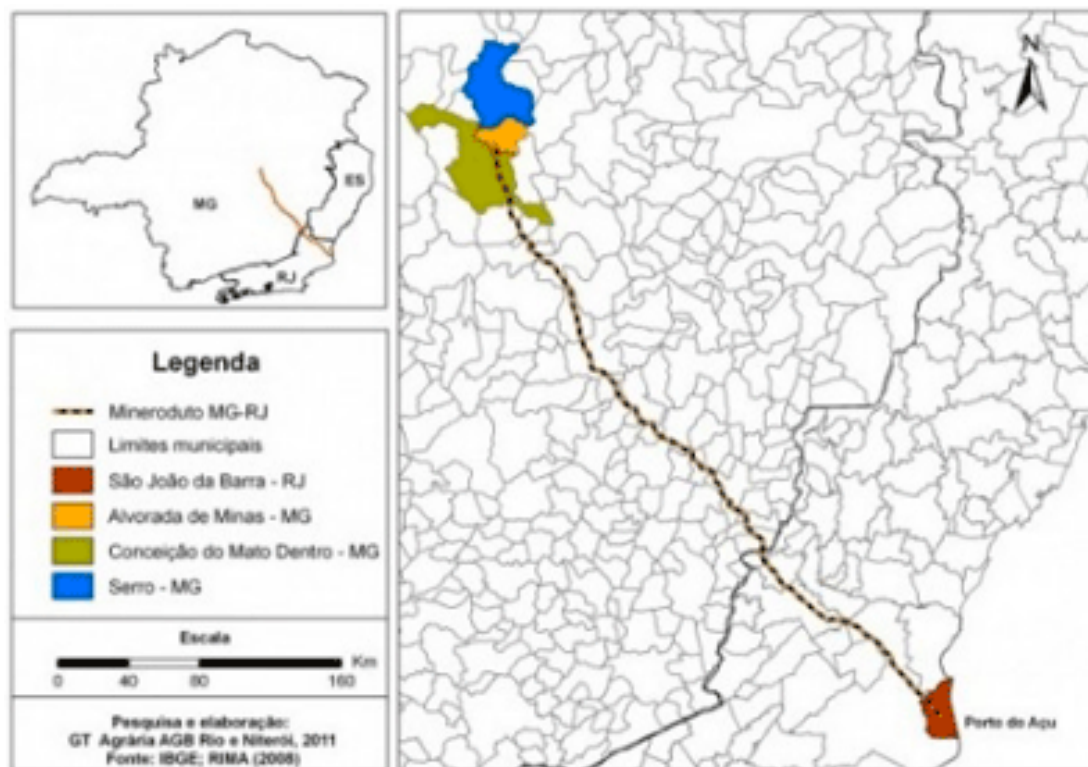 MG
ES
RJ
Legenda
Mineroduto MG-RJ
Limites municipais
São João da Barra - RJ
Alvorada de Minas - MG
Conceição do Mato Dentro - MG
Serro - MG
Escala
Km
0 40 80 160
Pesquisa e elaboração:
GT Agrária AGB Rio e Niterói, 2011
Fonte: IBGE; RIMA (2008)
N
Porto do Açu